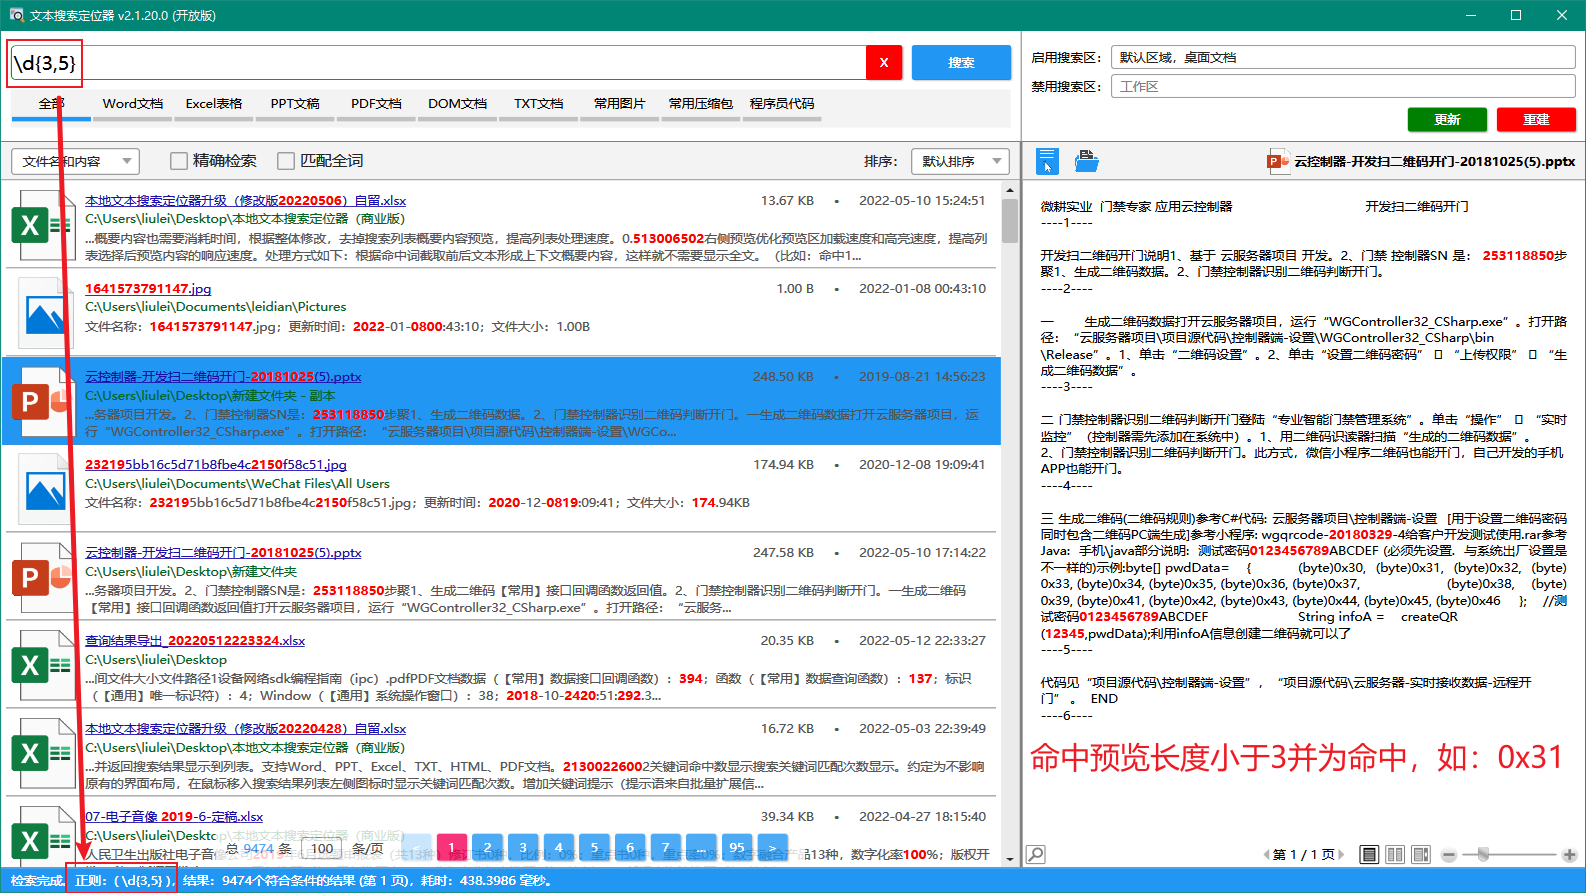 文本搜索定位器 v2.1.20.0 (开放版)
\d{3,5}
X
搜索
全部 Word文档 Excel表格 PPT文稿 PDF文档 DOM文档 TXT文档 常用图片 常用压缩包 程序员代码
启用搜索区： 默认区域，桌面文档
禁用搜索区： 工作区
更新 重建
文件名和内容 精确检索 匹配全词 排序： 默认排序
云控制器-开发扫二维码开门-20181025(5).pptx
本地文本搜索定位器升级（修改版20220506）自留.xlsx 13.67 KB • 2022-05-10 15:24:51
C:\Users\liulei\Desktop\本地文本搜索定位器（商业版）
...概要内容也需要消耗时间，根据整体修改，去掉搜索列表概要内容预览，提高列表处理速度。0.513006502右侧预览优化预览区加载速度和高亮速度，提高列
表选择后预览内容的响应速度。处理方式如下：根据命中词截取前后文本形成上下文概要内容，这样就不需要显示全文。（比如：命中1...
1641573791147.jpg 1.00 B • 2022-01-08 00:43:10
C:\Users\liulei\Documents\leidian\Pictures
文件名称：1641573791147.jpg；更新时间：2022-01-0800:43:10；文件大小：1.00B
云控制器-开发扫二维码开门-20181025(5).pptx 248.50 KB • 2019-08-21 14:56:23
C:\Users\liulei\Desktop\新建文件夹 - 副本
...务器项目开发。2、门禁控制器SN是：253118850步聚1、生成二维码数据。2、门禁控制器识别二维码判断开门。一生成二维码数据打开云服务器项目，运
行“WGController32_CSharp.exe”。打开路径：“云服务器项目\项目源代码\控制器端-设置\WGCo...
232195bb16c5d71b8fbe4c2150f58c51.jpg 174.94 KB • 2020-12-08 19:09:41
C:\Users\liulei\Documents\WeChat Files\All Users
文件名称：232195bb16c5d71b8fbe4c2150f58c51.jpg；更新时间：2020-12-0819:09:41；文件大小：174.94KB
云控制器-开发扫二维码开门-20181025(5).pptx 247.58 KB • 2022-05-10 17:14:22
C:\Users\liulei\Desktop\新建文件夹
...务器项目开发。2、门禁控制器SN是：253118850步聚1、生成二维码【常用】接口回调函数返回值。2、门禁控制器识别二维码判断开门。一生成二维码
【常用】接口回调函数返回值打开云服务器项目，运行“WGController32_CSharp.exe”。打开路径：“云服务...
查询结果导出_20220512223324.xlsx 20.35 KB • 2022-05-12 22:33:27
C:\Users\liulei\Desktop
...间文件大小文件路径1设备网络sdk编程指南（ipc）.pdfPDF文档数据（【常用】数据接口回调函数）：394；函数（【常用】数据查询函数）：137；标识
（【通用】唯一标识符）：4；Window（【通用】系统操作窗口）：38；2018-10-2420:51:292.3...
本地文本搜索定位器升级（修改版20220428）自留.xlsx 16.72 KB • 2022-05-03 22:39:49
C:\Users\liulei\Desktop\本地文本搜索定位器（商业版）
...并返回搜索结果显示到列表。支持Word、PPT、Excel、TXT、HTML、PDF文档。21300226002关键词命中数显示搜索关键词匹配次数显示。约定为不影响
原有的界面布局，在鼠标移入搜索结果列表左侧图标时显示关键词匹配次数。增加关键词提示（提示语来自批量扩展信...
07-电子音像 2019-6-定稿.xlsx 39.34 KB • 2022-04-27 18:15:40
C:\Users\liulei\Desktop\本地文本搜索定位器（商业版）
总 9474 条 100 条/页 < 1 2 3 4 5 6 7 ... 95 >
人民卫生出版社电子音像公司2019年6月选题申报表（共13种）修订书0种，比例：0%；重点书0种，重点率0%；数字融合产品13种，数字化率100%；版权开
检索完成。 正则：( \d{3,5} )，结果：9474个符合条件的结果 (第 1 页)，耗时：438.3986 毫秒。
微耕实业 门禁专家 应用云控制器 开发扫二维码开门
----1----
开发扫二维码开门说明1、基于 云服务器项目 开发。2、门禁 控制器SN 是： 253118850步
聚1、生成二维码数据。2、门禁控制器识别二维码判断开门。
----2----
一 生成二维码数据打开云服务器项目，运行“WGController32_CSharp.exe”。打开路
径：“云服务器项目\项目源代码\控制器端-设置\WGController32_CSharp\bin
\Release”。1、单击“二维码设置”。2、单击“设置二维码密码” “上传权限” “生
成二维码数据”。
----3----
二 门禁控制器识别二维码判断开门登陆“专业智能门禁管理系统”。单击“操作” “实时
监控”（控制器需先添加在系统中）。1、用二维码识读器扫描“生成的二维码数据”。
2、门禁控制器识别二维码判断开门。此方式，微信小程序二维码也能开门，自己开发的手机
APP也能开门。
----4----
三 生成二维码(二维码规则)参考C#代码: 云服务器项目\控制器端-设置 [用于设置二维码密码
同时包含二维码PC端生成]参考小程序: wgqrcode-20180329-4给客户开发测试使用.rar参考
Java: 手机\java部分说明: 测试密码0123456789ABCDEF (必须先设置．与系统出厂设置是
不一样的)示例:byte[] pwdData= { (byte)0x30, (byte)0x31, (byte)0x32, (byte)
0x33, (byte)0x34, (byte)0x35, (byte)0x36, (byte)0x37, (byte)0x38, (byte)
0x39, (byte)0x41, (byte)0x42, (byte)0x43, (byte)0x44, (byte)0x45, (byte)0x46 }; //测
试密码0123456789ABCDEF String infoA = createQR
(12345,pwdData);利用infoA信息创建二维码就可以了
----5----
代码见“项目源代码\控制器端-设置”，“项目源代码\云服务器-实时接收数据-远程开
门”。 END
----6----
命中预览长度小于3并为命中，如：0x31
第 1 / 1 页